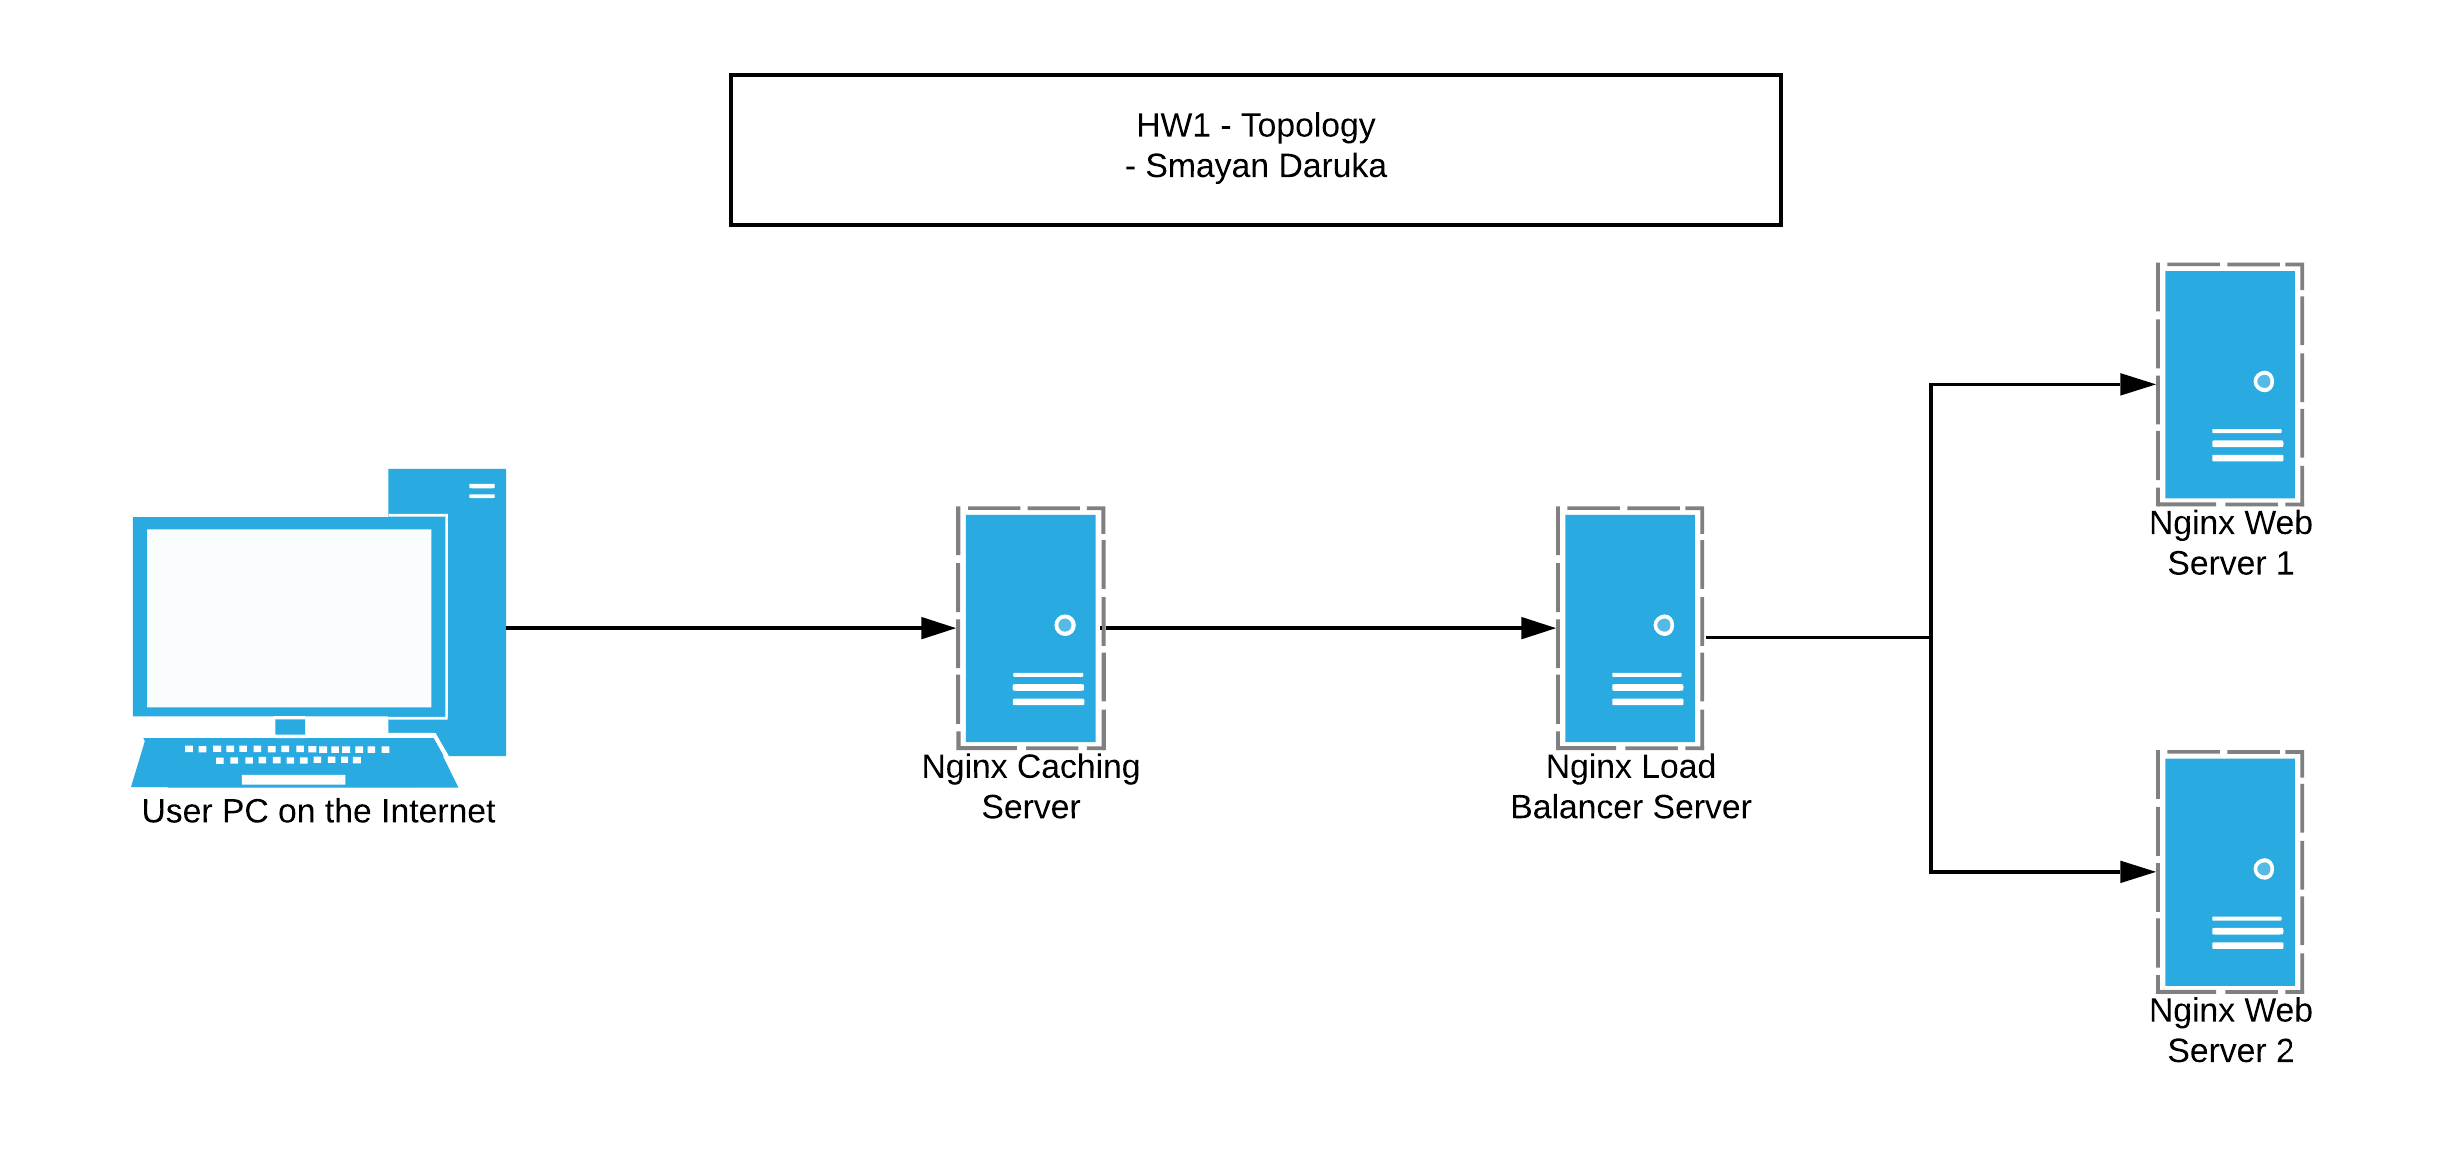 HW1 - Topology
- Smayan Daruka
Nginx Web
Server 1
User PC on the Internet
Nginx Caching
Server
Nginx Load
Balancer Server
Nginx Web
Server 2